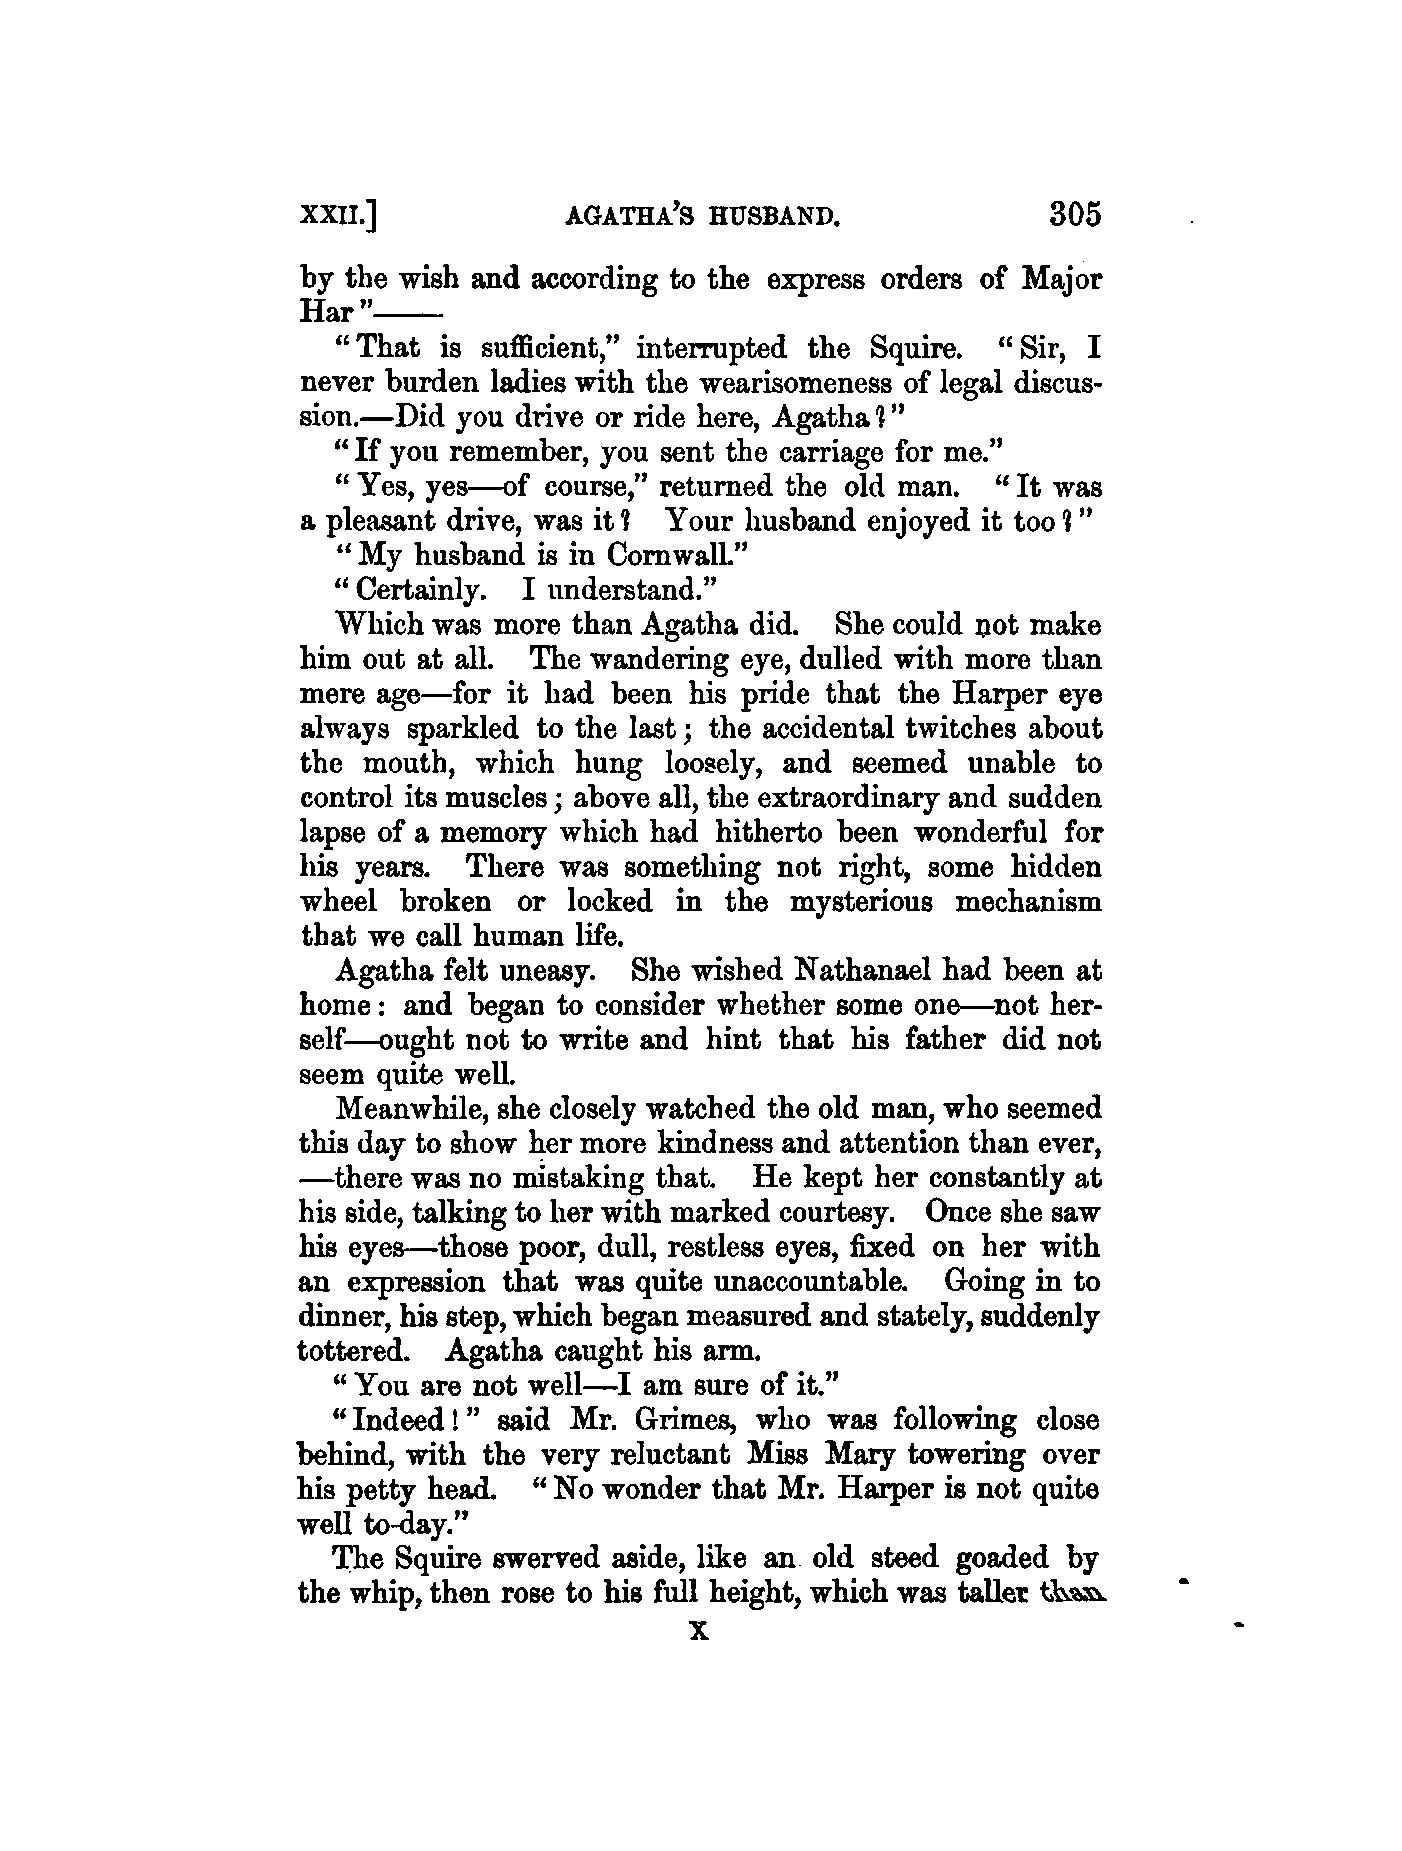 XXII.] AGATHA'S HUSBAND. 305
by the wish and according to the express orders of Major
Har"——
"That is sufficient," interrupted the Squire. "Sir, I
never burden ladies with the wearisomeness of legal discus-
sion.—Did you drive or ride here, Agatha?"
"If you remember, you sent the carriage for me."
"Yes, yes—of course," returned the old man. "It was
a pleasant drive, was it? Your husband enjoyed it too?"
"My husband is in Cornwall."
"Certainly. I understand."
Which was more than Agatha did. She could not make
him out at all. The wandering eye, dulled with more than
mere age—for it had been his pride that the Harper eye
always sparkled to the last; the accidental twitches about
the mouth, which hung loosely, and seemed unable to
control its muscles; above all, the extraordinary and sudden
lapse of a memory which had hitherto been wonderful for
his years. There was something not right, some hidden
wheel broken or locked in the mysterious mechanism
that we call human life.
Agatha felt uneasy. She wished Nathanael had been at
home: and began to consider whether some one—not her-
self—ought not to write and hint that his father did not
seem quite well.
Meanwhile, she closely watched the old man, who seemed
this day to show her more kindness and attention than ever,
—there was no mistaking that. He kept her constantly at
his side, talking to her with marked courtesy. Once she saw
his eyes—those poor, dull, restless eyes, fixed on her with
an expression that was quite unaccountable. Going in to
dinner, his step, which began measured and stately, suddenly
tottered. Agatha caught his arm.
"You are not well—I am sure of it."
"Indeed!" said Mr. Grimes, who was following close
behind, with the very reluctant Miss Mary towering over
his petty head. "No wonder that Mr. Harper is not quite
well to-day."
The Squire swerved aside, like an old steed goaded by
the whip, then rose to his full height, which was taller than
X